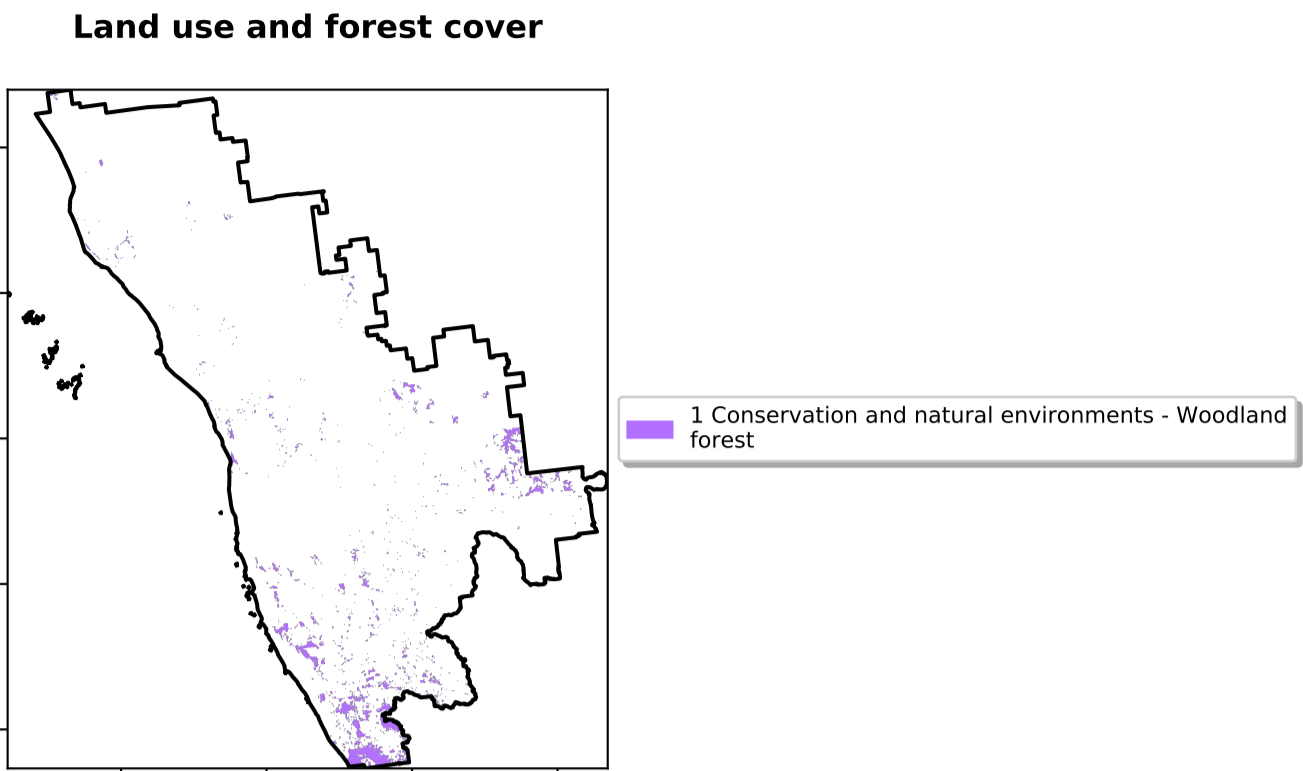 Land use and forest cover
1 Conservation and natural environments - Woodland
forest